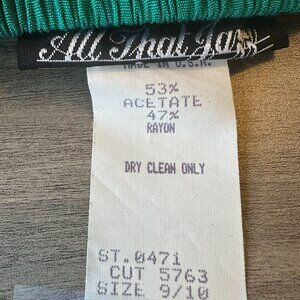 All That Jazz
MADE IN U.S.A.
53%
ACETATE
47%
RAYON
DRY CLEAN ONLY
ST.0471
CUT 5763
SIZE 9/10